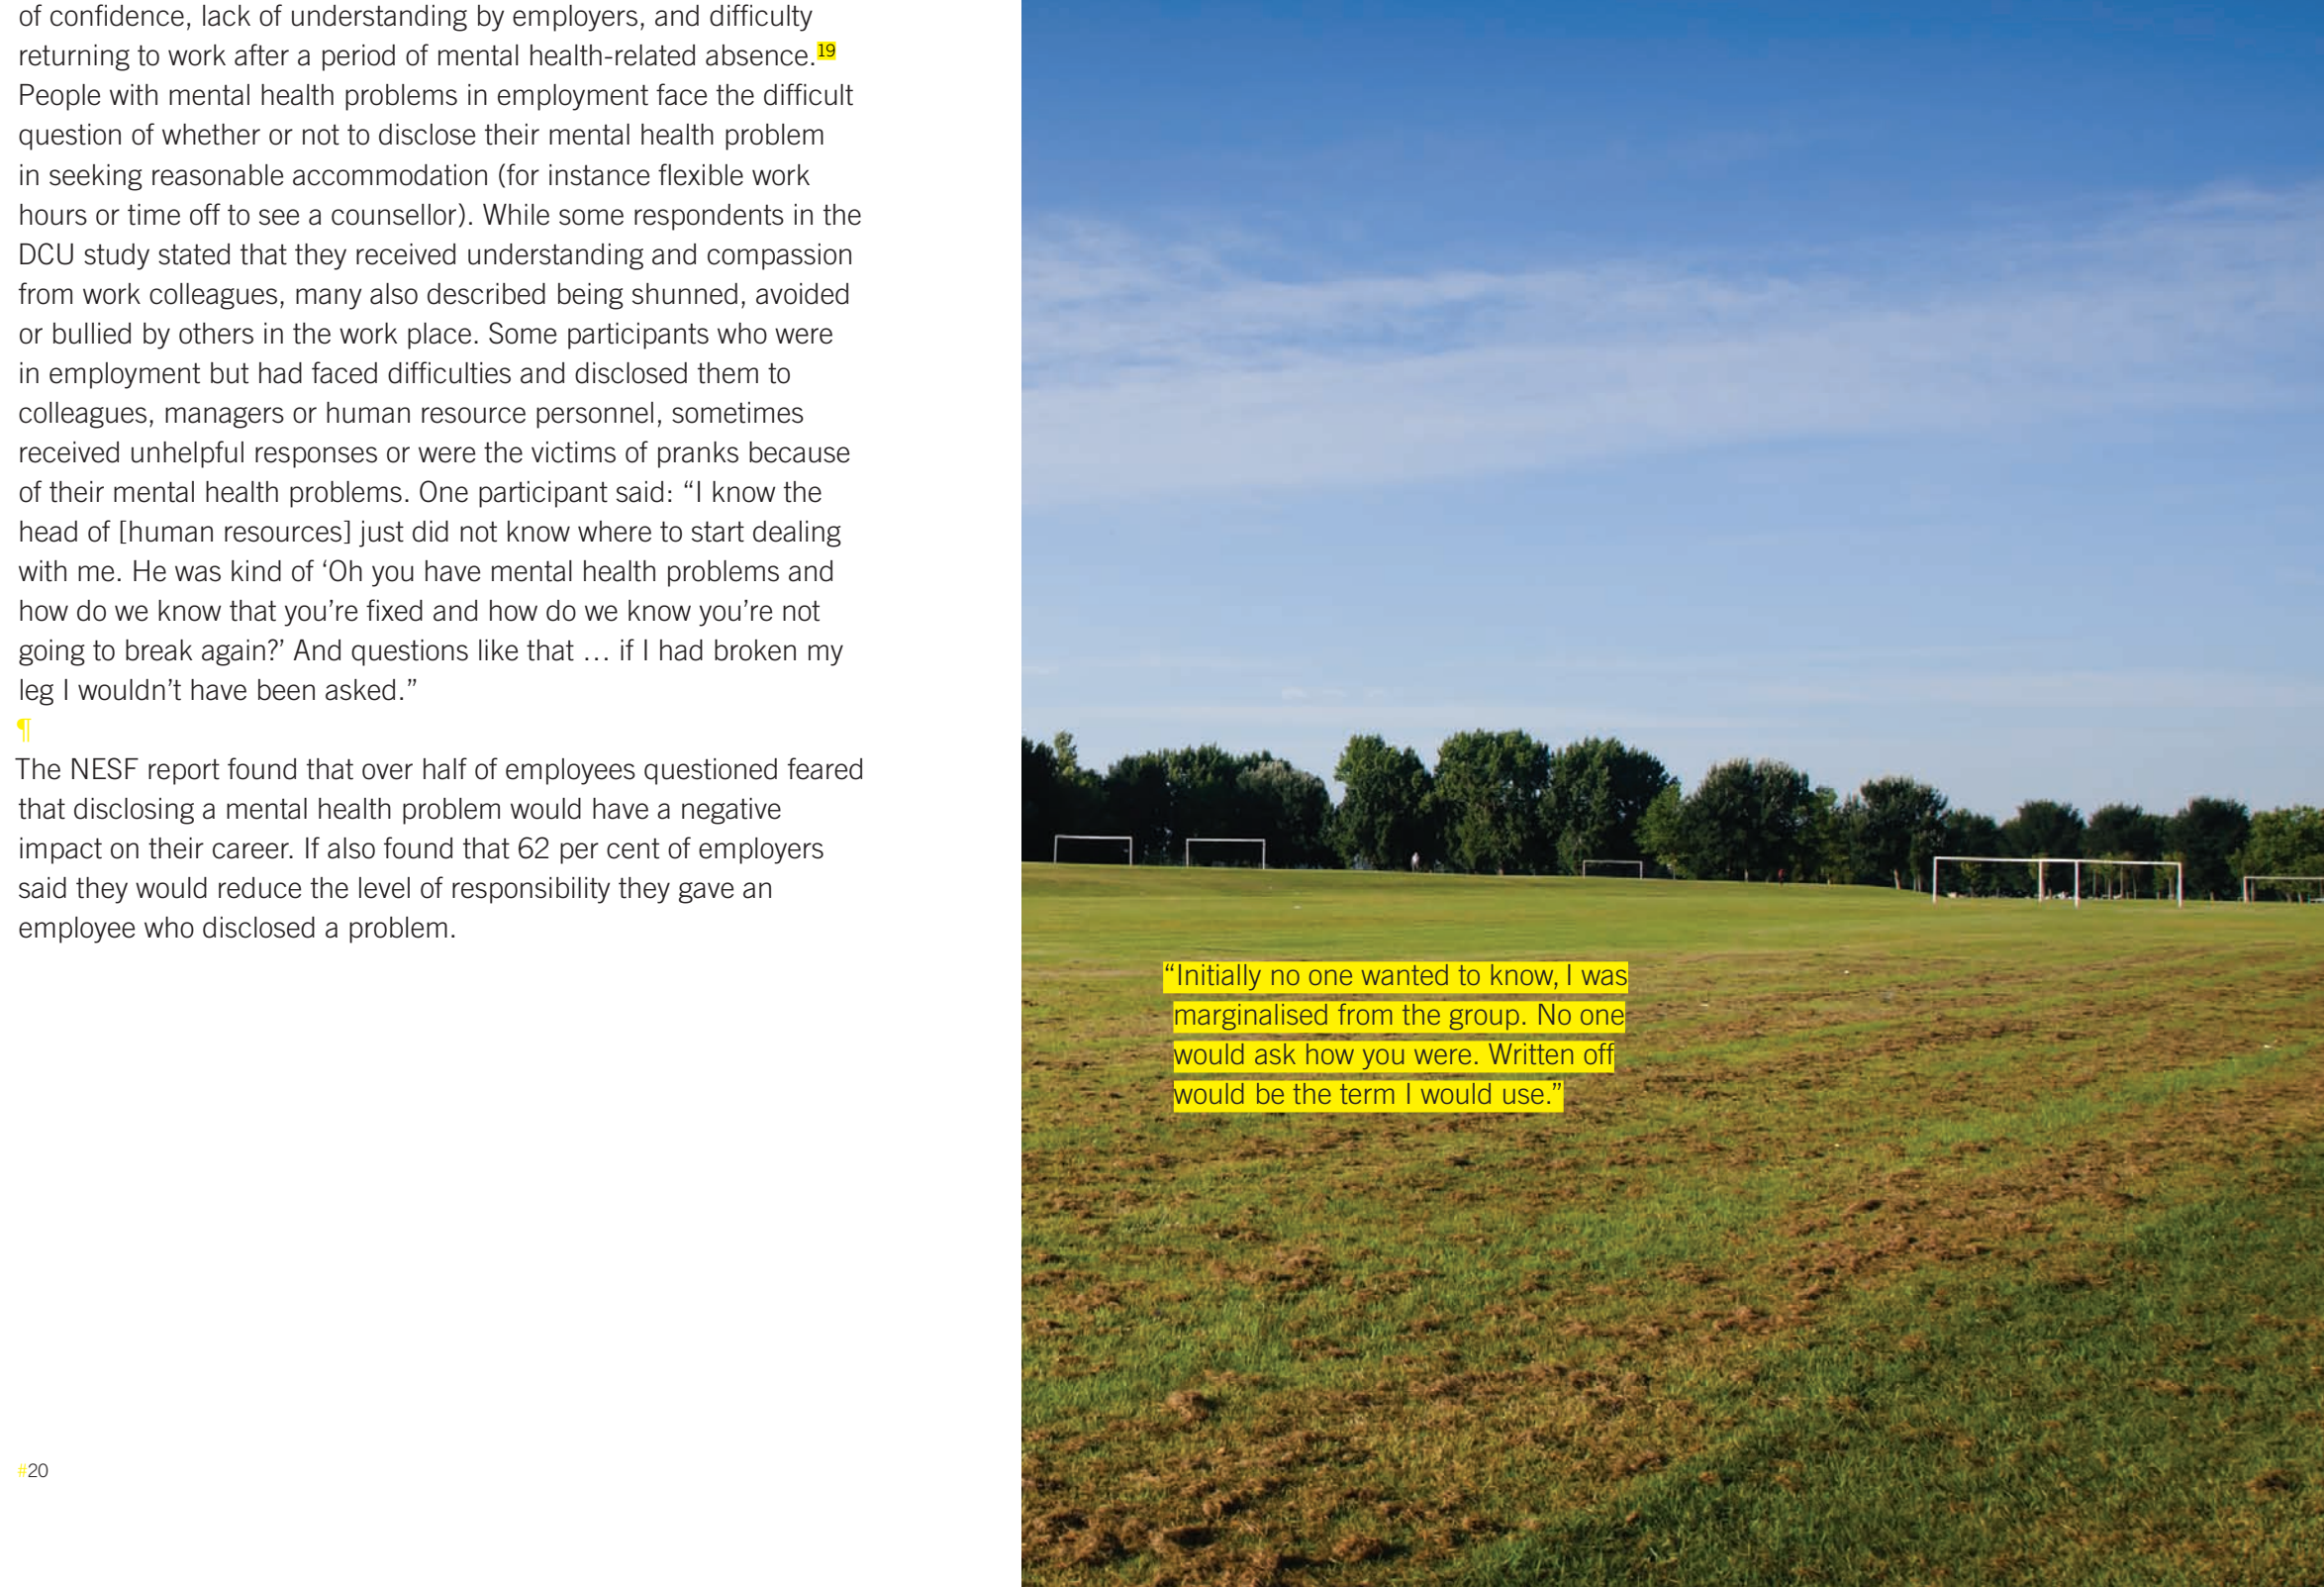 of confidence, lack of understanding by employers, and difficulty
returning to work after a period of mental health-related absence.19
People with mental health problems in employment face the difficult
question of whether or not to disclose their mental health problem
in seeking reasonable accommodation (for instance flexible work
hours or time off to see a counsellor). While some respondents in the
DCU study stated that they received understanding and compassion
from work colleagues, many also described being shunned, avoided
or bullied by others in the work place. Some participants who were
in employment but had faced difficulties and disclosed them to
colleagues, managers or human resource personnel, sometimes
received unhelpful responses or were the victims of pranks because
of their mental health problems. One participant said: “I know the
head of [human resources] just did not know where to start dealing
with me. He was kind of ‘Oh you have mental health problems and
how do we know that you’re fixed and how do we know you’re not
going to break again?’ And questions like that … if I had broken my
leg I wouldn’t have been asked.”
¶
The NESF report found that over half of employees questioned feared
that disclosing a mental health problem would have a negative
impact on their career. If also found that 62 per cent of employers
said they would reduce the level of responsibility they gave an
employee who disclosed a problem.
#20
“Initially no one wanted to know, I was
marginalised from the group. No one
would ask how you were. Written off
would be the term I would use.”